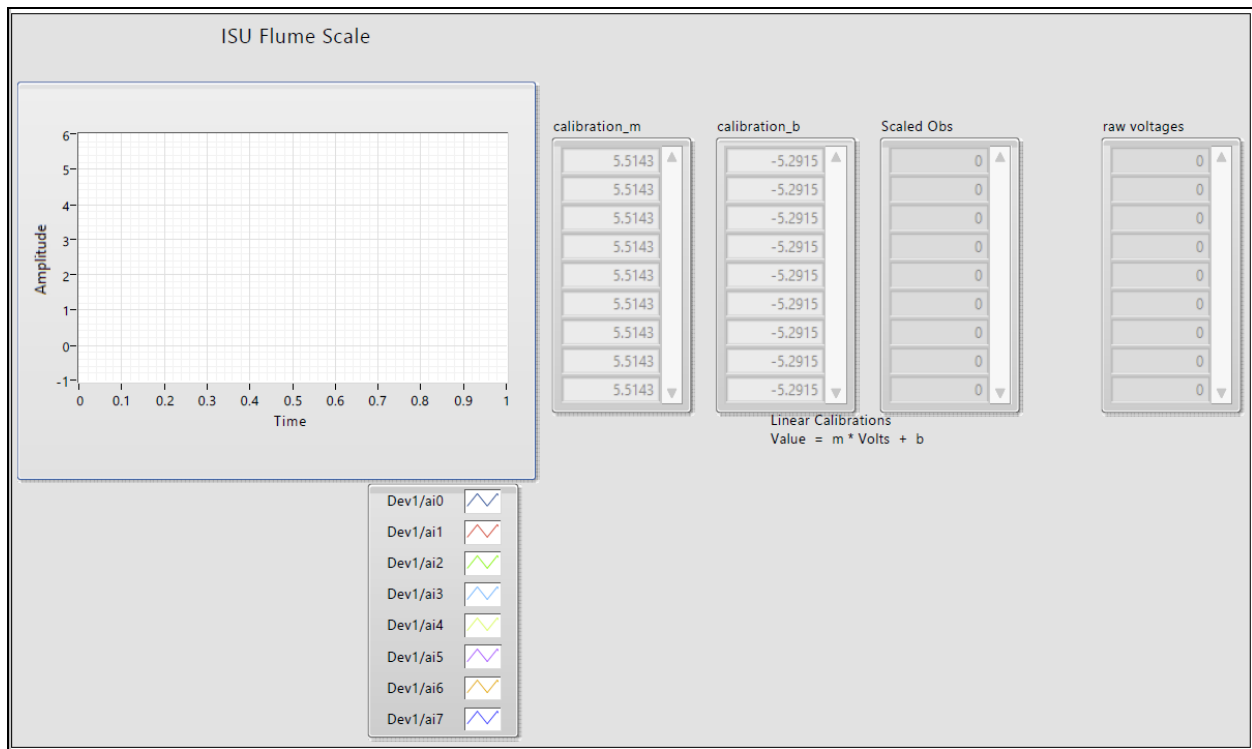 ISU Flume Scale
Amplitude
6
5
4
3
2
1
0
-1
0 0.1 0.2 0.3 0.4 0.5 0.6 0.7 0.8 0.9 1
Time
calibration_m calibration_b Scaled Obs raw voltages
5.5143 -5.2915 0 0
5.5143 -5.2915 0 0
5.5143 -5.2915 0 0
5.5143 -5.2915 0 0
5.5143 -5.2915 0 0
5.5143 -5.2915 0 0
5.5143 -5.2915 0 0
5.5143 -5.2915 0 0
5.5143 -5.2915 0 0
Linear Calibrations
Value = m * Volts + b
Dev1/ai0
Dev1/ai1
Dev1/ai2
Dev1/ai3
Dev1/ai4
Dev1/ai5
Dev1/ai6
Dev1/ai7